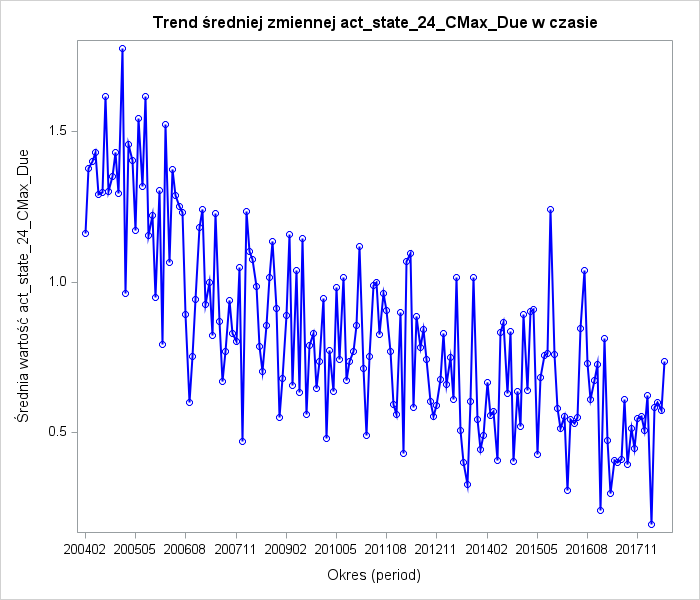 Trend średniej zmiennej act_state_24_CMax_Due w czasie
Średnia wartość act_state_24_CMax_Due
1.5
1.0
0.5
200402 200505 200608 200711 200902 201005 201108 201211 201402 201505 201608 201711
Okres (period)